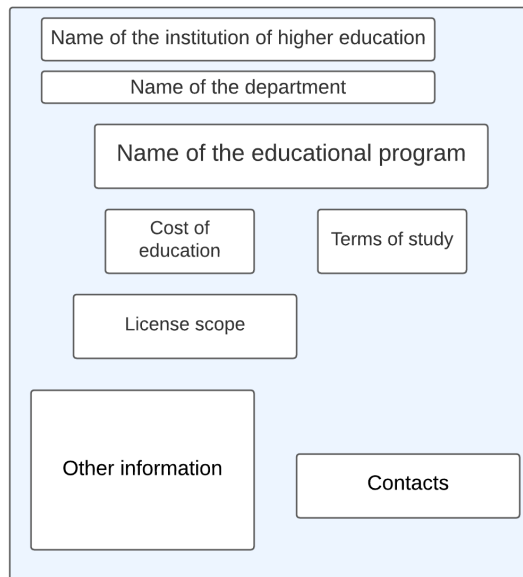 Name of the institution of higher education
Name of the department
Name of the educational program
Cost of
education
Terms of study
License scope
Other information
Contacts